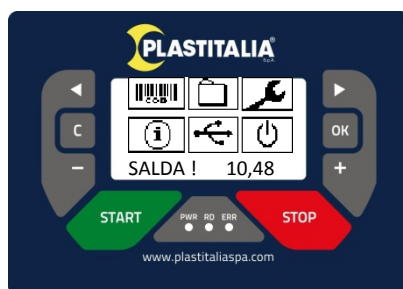 PLASTITALIA
S.p.A.
COD
C
OK
SALDA ! 10,48
START
PWR RD ERR
STOP
www.plastitaliaspa.com